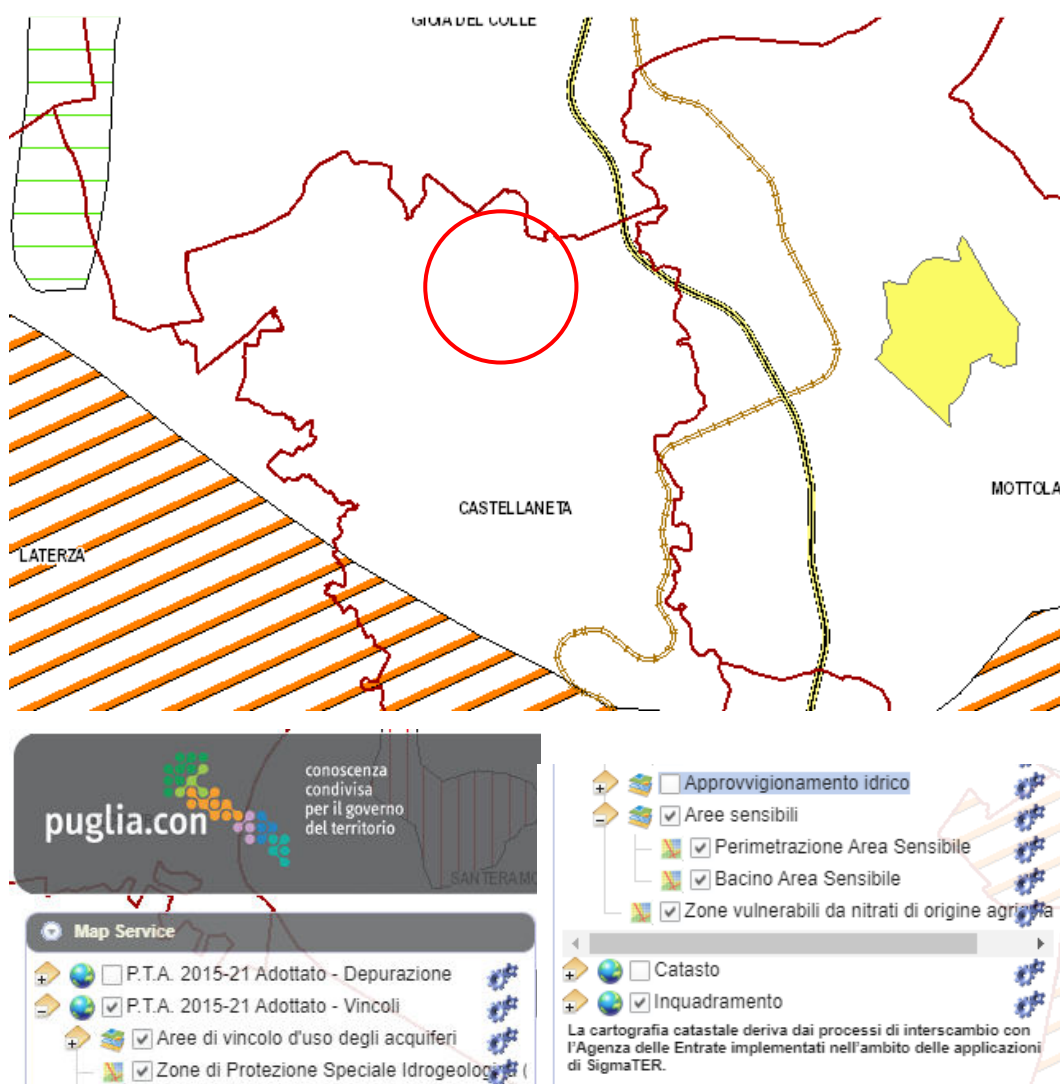 GIOIA DEL COLLE
CASTELLANETA
MOTTOLA
LATERZA
puglia.con
conoscenza
condivisa
per il governo
del territorio
SANTERAMO
Map Service
P.T.A. 2015-21 Adottato - Depurazione
P.T.A. 2015-21 Adottato - Vincoli
Aree di vincolo d'uso degli acquiferi
Zone di Protezione Speciale Idrogeologica (
Approvvigionamento idrico
Aree sensibili
Perimetrazione Area Sensibile
Bacino Area Sensibile
Zone vulnerabili da nitrati di origine agricola
Catasto
Inquadramento
La cartografia catastale deriva dai processi di interscambio con
l'Agenzia delle Entrate implementati nell'ambito delle applicazioni
di SigmaTER.